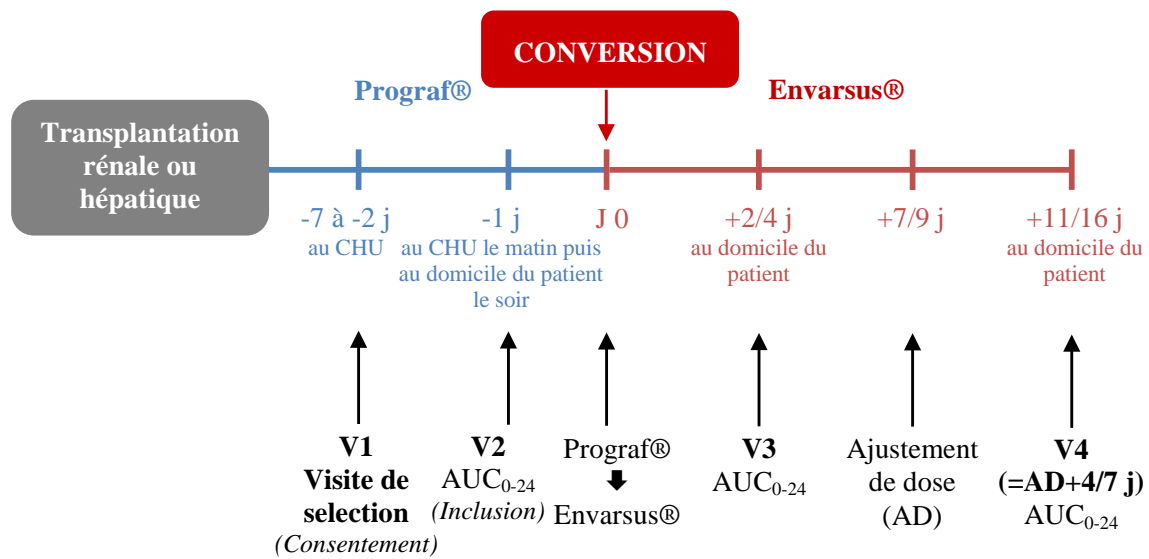 CONVERSION
Prograf®
Envarsus®
Transplantation
rénale ou
hépatique
-7 à -2 j
au CHU
-1 j
au CHU le matin puis
au domicile du patient
le soir
J 0
+2/4 j
au domicile du
patient
+7/9 j
+11/16 j
au domicile du
patient
V1
Visite de
selection
(Consentement)
V2
AUC0-24
(Inclusion)
Prograf®
Envarsus®
V3
AUC0-24
Ajustement
de dose
(AD)
V4
(=AD+4/7 j)
AUC0-24